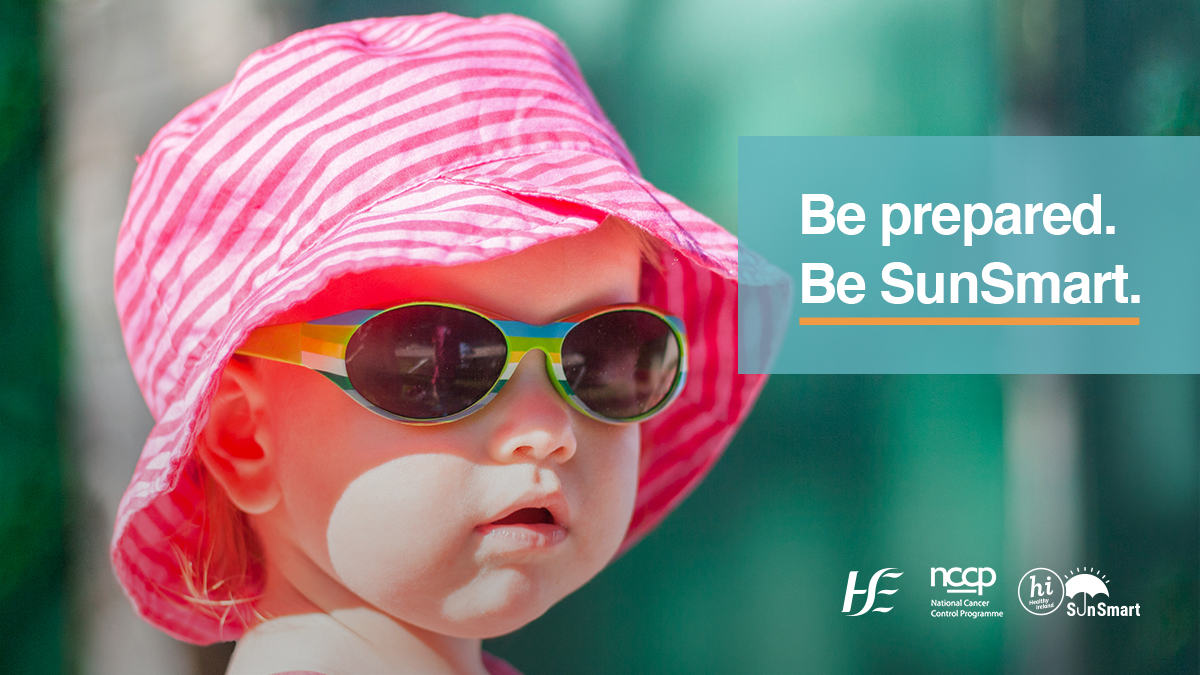 Be prepared.
Be SunSmart.
HSE
nccp
National Cancer
Control Programme
hi
Healthy
Ireland
SunSmart